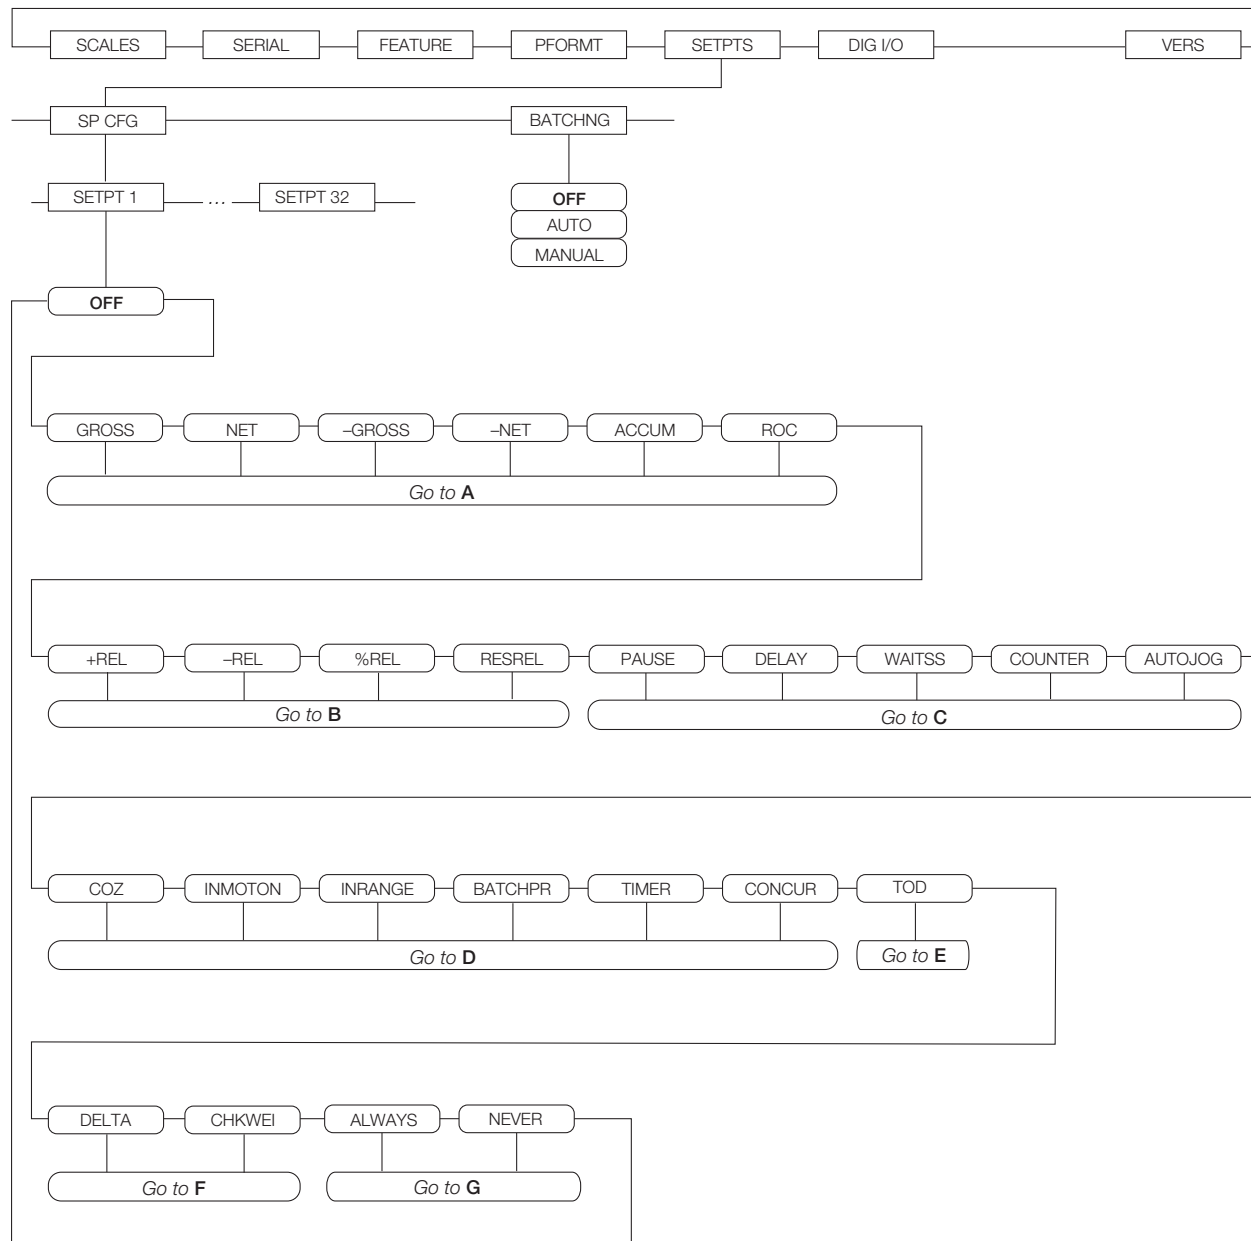 SCALES SERIAL FEATURE PFORMT SETPTS DIG I/O VERS
SP CFG BATCHNG
SETPT 1 ... SETPT 32 OFF
AUTO
MANUAL
OFF
GROSS NET –GROSS –NET ACCUM ROC
Go to A
+REL –REL %REL RESREL PAUSE DELAY WAITSS COUNTER AUTOJOG
Go to B Go to C
COZ INMOTON INRANGE BATCHPR TIMER CONCUR TOD
Go to D Go to E
DELTA CHKWEI ALWAYS NEVER
Go to F Go to G